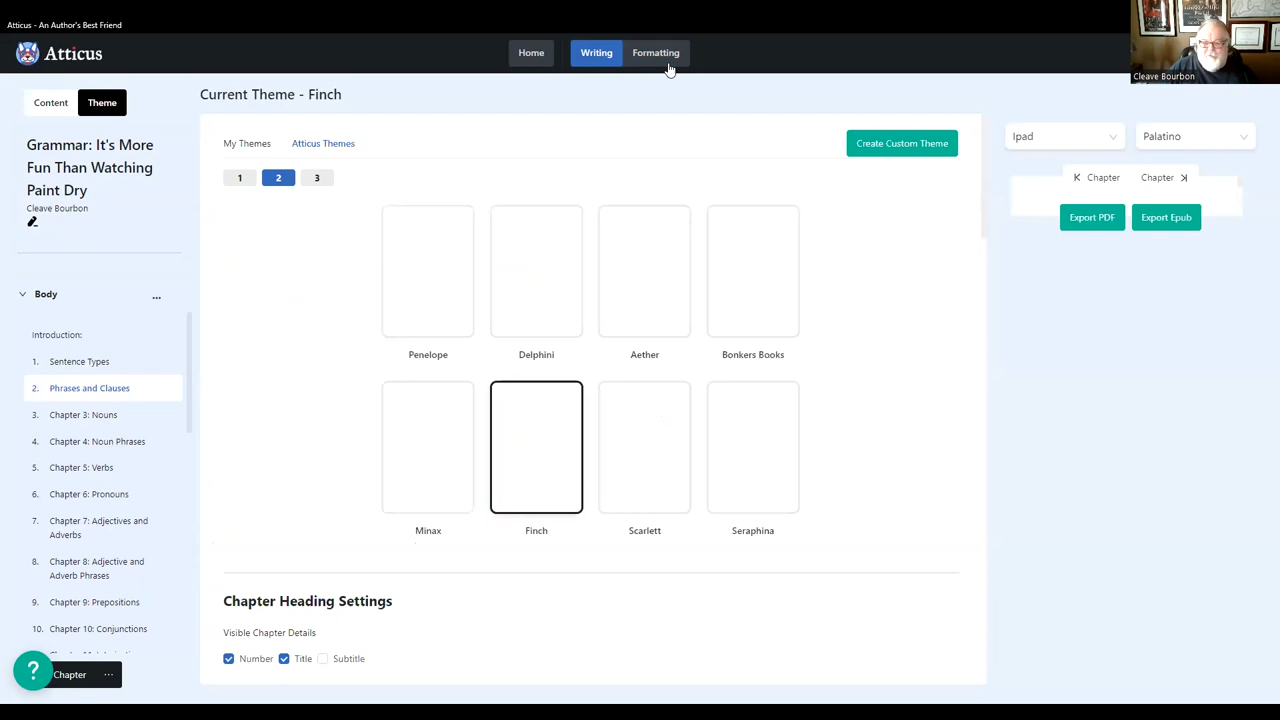 Atticus - An Author's Best Friend
Atticus
Home
Writing
Formatting
Cleave Bourbon
Content
Theme
Grammar: It's More
Fun Than Watching
Paint Dry
Cleave Bourbon
Body
...
Introduction:
1. Sentence Types
2. Phrases and Clauses
3. Chapter 3: Nouns
4. Chapter 4: Noun Phrases
5. Chapter 5: Verbs
6. Chapter 6: Pronouns
7. Chapter 7: Adjectives and
Adverbs
8. Chapter 8: Adjective and
Adverb Phrases
9. Chapter 9: Prepositions
10. Chapter 10: Conjunctions
? Chapter ...
Current Theme - Finch
My Themes
Atticus Themes
Create Custom Theme
1 2 3
Penelope Delphini Aether Bonkers Books
Minax Finch Scarlett Seraphina
Chapter Heading Settings
Visible Chapter Details
Number Title Subtitle
Ipad
Palatino
Chapter Chapter
Export PDF
Export Epub